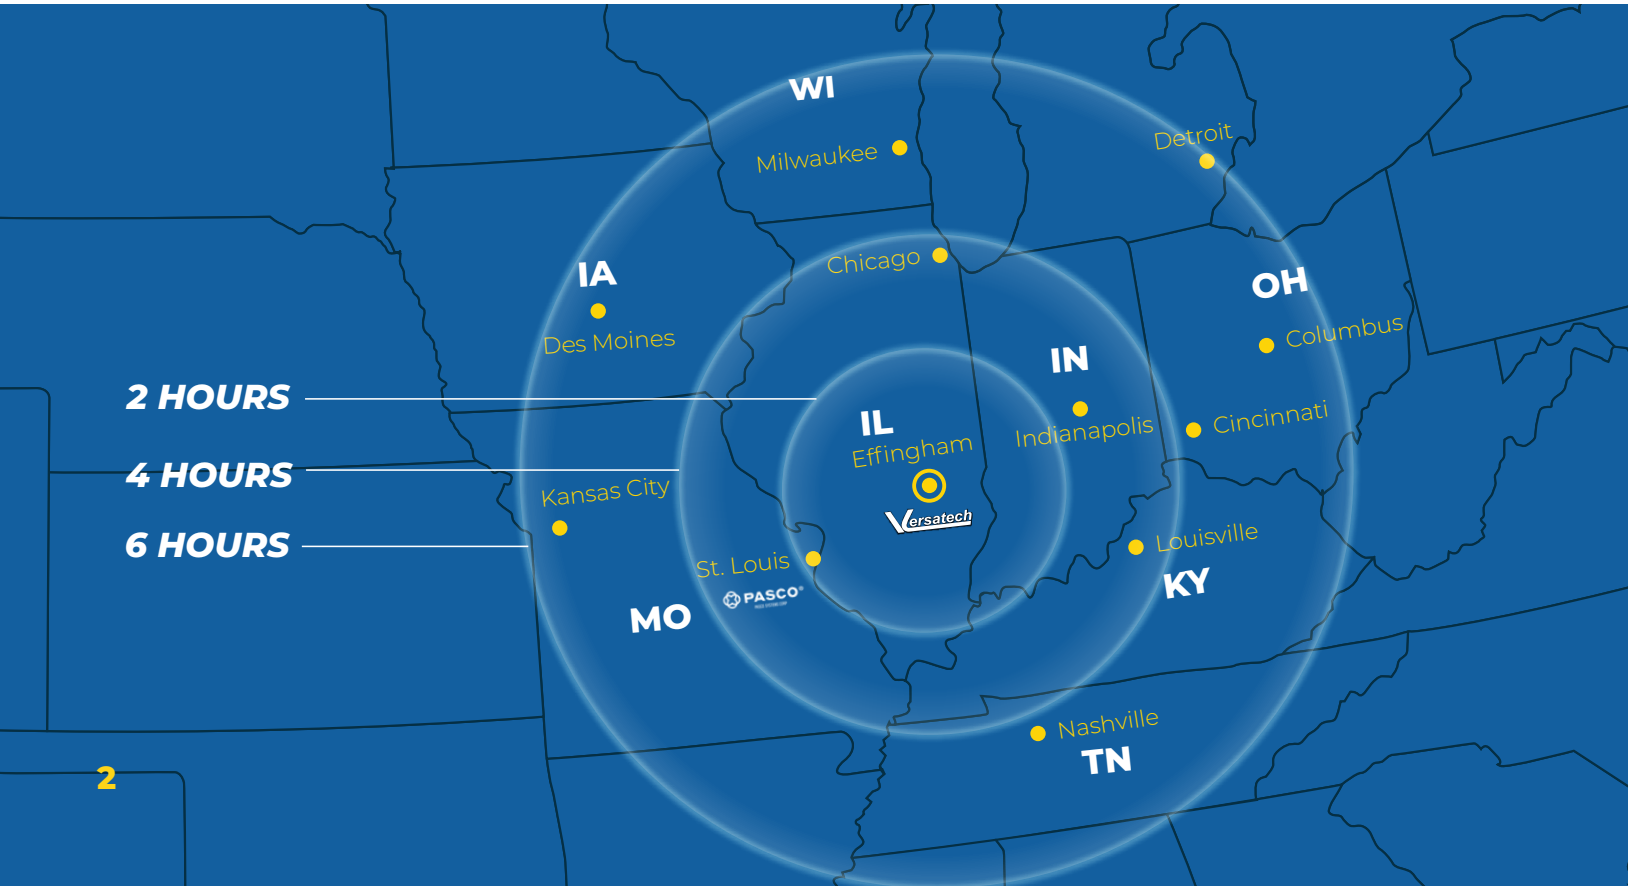 WI
Detroit
Milwaukee
Chicago
IA
OH
Des Moines
Columbus
IN
2 HOURS
IL
Cincinnati
Indianapolis
Effingham
4 HOURS
Kansas City
Versatech
6 HOURS
Louisville
St. Louis
KY
PASCO®
MO
Nashville
TN
2